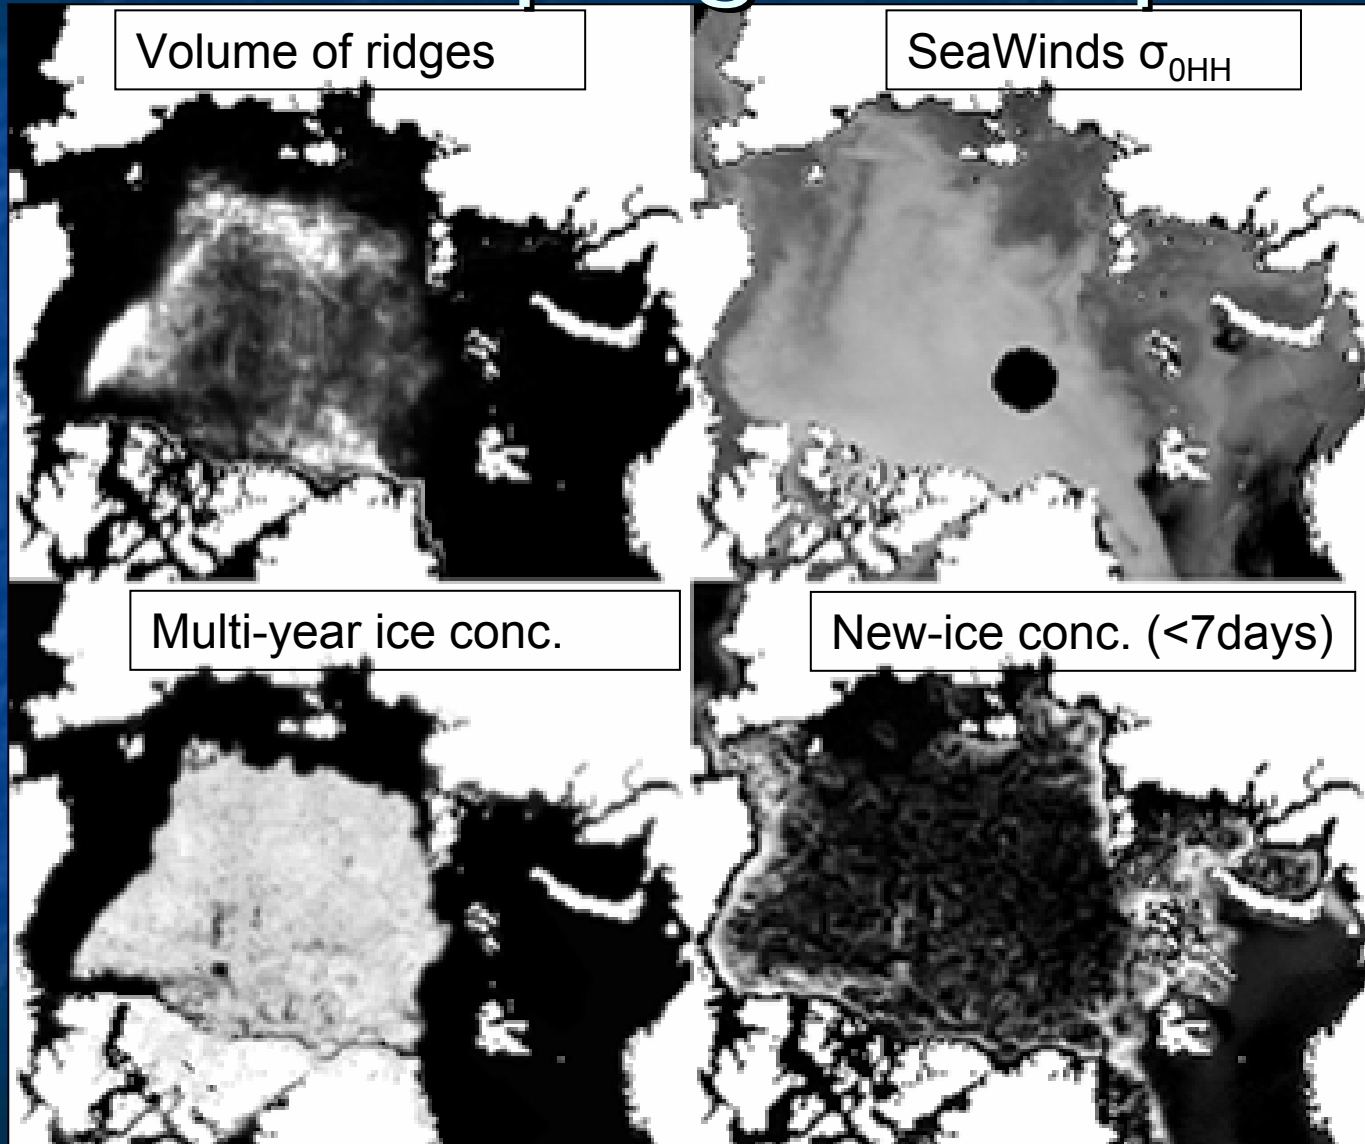 Volume of ridges
SeaWinds σ0HH
Multi-year ice conc.
New-ice conc. (<7days)